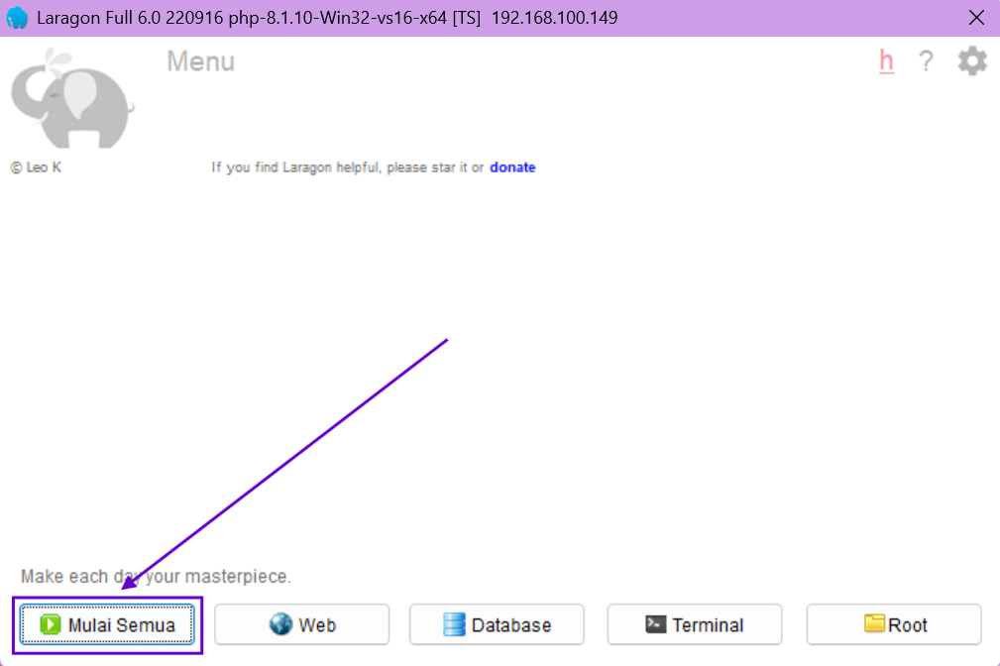 Laragon Full 6.0 220916 php-8.1.10-Win32-vs16-x64 [TS] 192.168.100.149
Menu
h ?
© Leo K
If you find Laragon helpful, please star it or donate
Make each day your masterpiece.
Mulai Semua
Web
Database
Terminal
Root